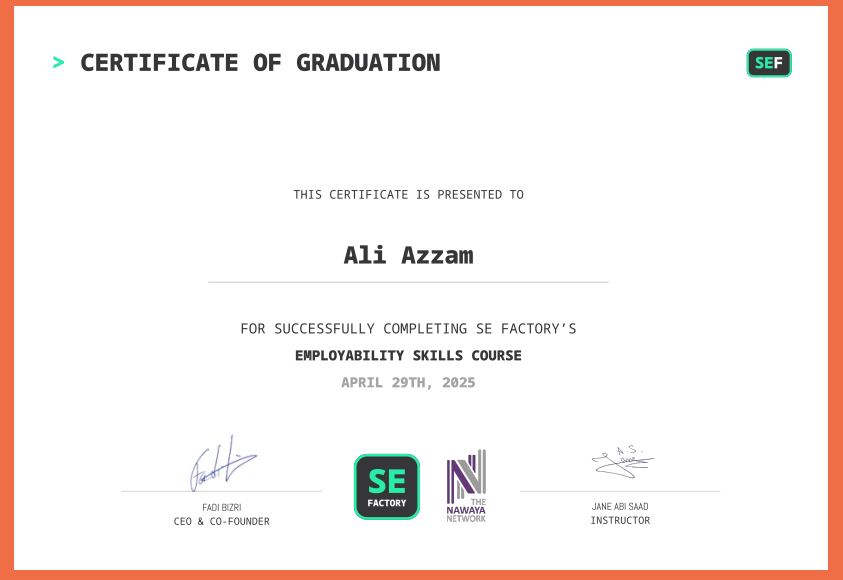 > CERTIFICATE OF GRADUATION
SEF
THIS CERTIFICATE IS PRESENTED TO
Ali Azzam
FOR SUCCESSFULLY COMPLETING SE FACTORY’S
EMPLOYABILITY SKILLS COURSE
APRIL 29TH, 2025
A.S.
Jane
FADI BIZRI
CEO & CO-FOUNDER
SE
FACTORY
THE
NAWAYA
NETWORK
JANE ABI SAAD
INSTRUCTOR